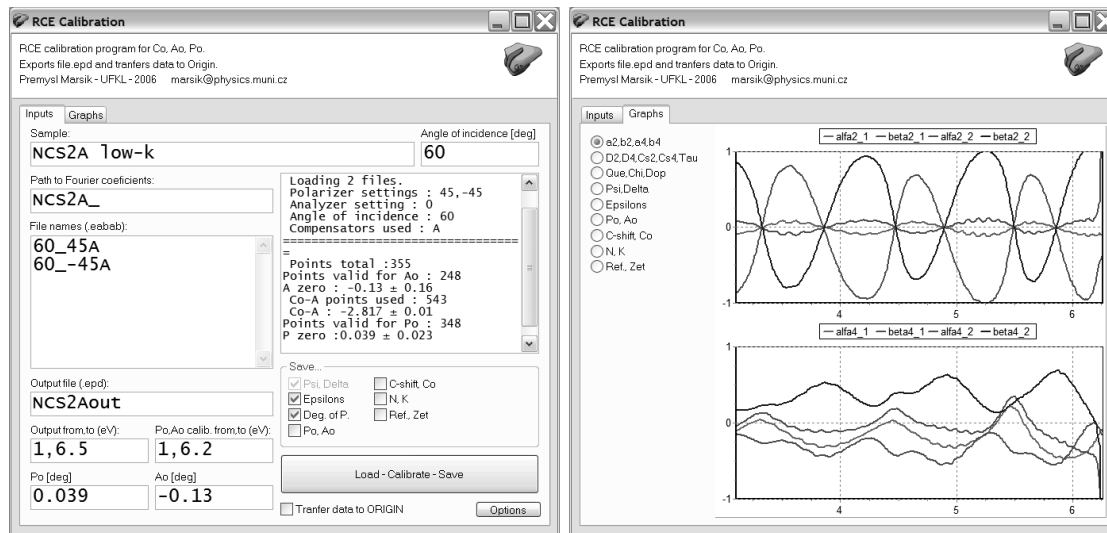 RCE Calibration
RCE calibration program for Co, Ao, Po.
Exports file.epd and tranfers data to Origin.
Premysl Marsik - UFKL - 2006 marsik@physics.muni.cz
Inputs Graphs
Sample: Angle of incidence [deg]
NCS2A low-k 60
Path to Fourier coeficients:
NCS2A_
File names (.eabab):
60_45A
60_-45A
Loading 2 files.
Polarizer settings : 45,-45
Analyzer setting : 0
Angle of incidence : 60
Compensators used : A
================================
=
Points total :355
Points valid for Ao : 248
A zero : -0.13 ± 0.16
Co-A points used : 543
Co-A : -2.817 ± 0.01
Points valid for Po : 348
P zero :0.039 ± 0.023
Output file (.epd):
NCS2Aout
Output from,to (eV): Po,Ao calib. from,to (eV):
1,6.5 1,6.2
Po [deg] Ao [deg]
0.039 -0.13
Save...
Psi, Delta C-shift, Co
Epsilons N, K
Deg. of P. Ref., Zet
Po, Ao
Load - Calibrate - Save
Tranfer data to ORIGIN Options
RCE Calibration
RCE calibration program for Co, Ao, Po.
Exports file.epd and tranfers data to Origin.
Premysl Marsik - UFKL - 2006 marsik@physics.muni.cz
Inputs Graphs
a2,b2,a4,b4
D2,D4,Cs2,Cs4,Tau
Que,Chi,Dop
Psi,Delta
Epsilons
Po, Ao
C-shift, Co
N, K
Ref., Zet
alfa2_1 beta2_1 alfa2_2 beta2_2
1
0
-1
4 5 6
alfa4_1 beta4_1 alfa4_2 beta4_2
1
0
-1
4 5 6